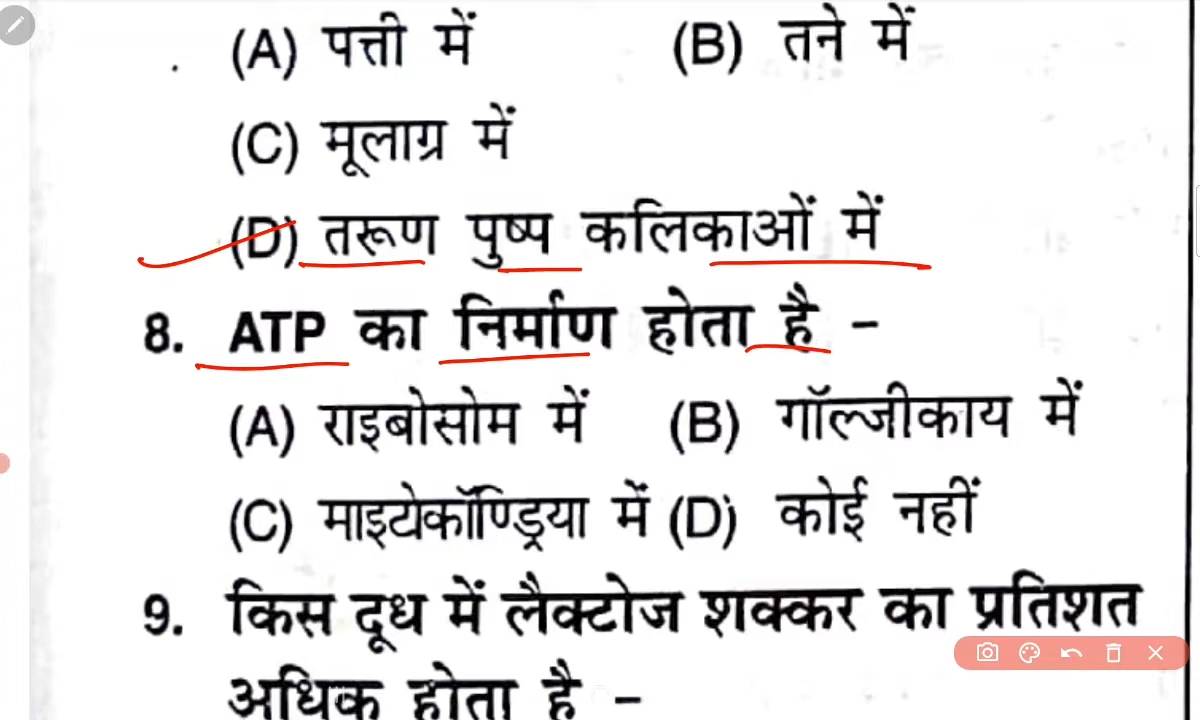 (A) पत्ती में (B) तने में
(C) मूलाग्र में
(D) तरूण पुष्प कलिकाओं में
8. ATP का निर्माण होता है -
(A) राइबोसोम में (B) गॉल्जीकाय में
(C) माइटोकॉण्ड्रिया में (D) कोई नहीं
9. किस दूध में लैक्टोज शक्कर का प्रतिशत
अधिक होता है -